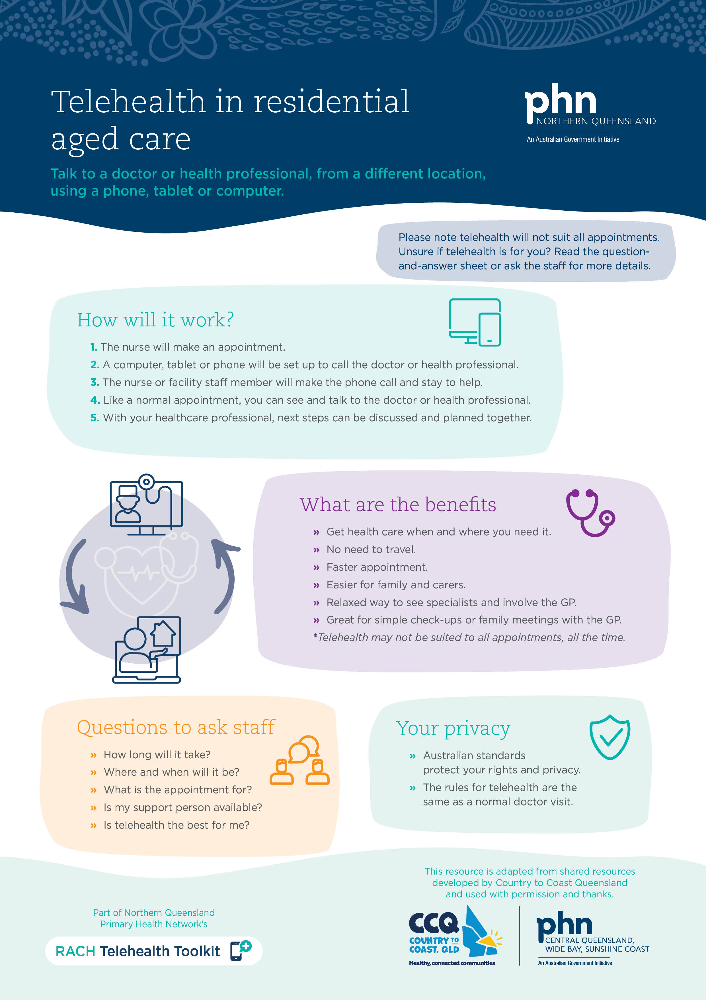 Telehealth in residential
aged care
Talk to a doctor or health professional, from a different location,
using a phone, tablet or computer.
phn
NORTHERN QUEENSLAND
An Australian Government Initiative
Please note telehealth will not suit all appointments.
Unsure if telehealth is for you? Read the question-
and-answer sheet or ask the staff for more details.
How will it work?
1. The nurse will make an appointment.
2. A computer, tablet or phone will be set up to call the doctor or health professional.
3. The nurse or facility staff member will make the phone call and stay to help.
4. Like a normal appointment, you can see and talk to the doctor or health professional.
5. With your healthcare professional, next steps can be discussed and planned together.
What are the benefits
» Get health care when and where you need it.
» No need to travel.
» Faster appointment.
» Easier for family and carers.
» Relaxed way to see specialists and involve the GP.
» Great for simple check-ups or family meetings with the GP.
*Telehealth may not be suited to all appointments, all the time.
Questions to ask staff
» How long will it take?
» Where and when will it be?
» What is the appointment for?
» Is my support person available?
» Is telehealth the best for me?
Your privacy
» Australian standards
protect your rights and privacy.
» The rules for telehealth are the
same as a normal doctor visit.
Part of Northern Queensland
Primary Health Network's
RACH Telehealth Toolkit
This resource is adapted from shared resources
developed by Country to Coast Queensland
and used with permission and thanks.
CCQ
COUNTRY TO
COAST, QLD
Healthy, connected communities
phn
CENTRAL QUEENSLAND,
WIDE BAY, SUNSHINE COAST
An Australian Government Initiative